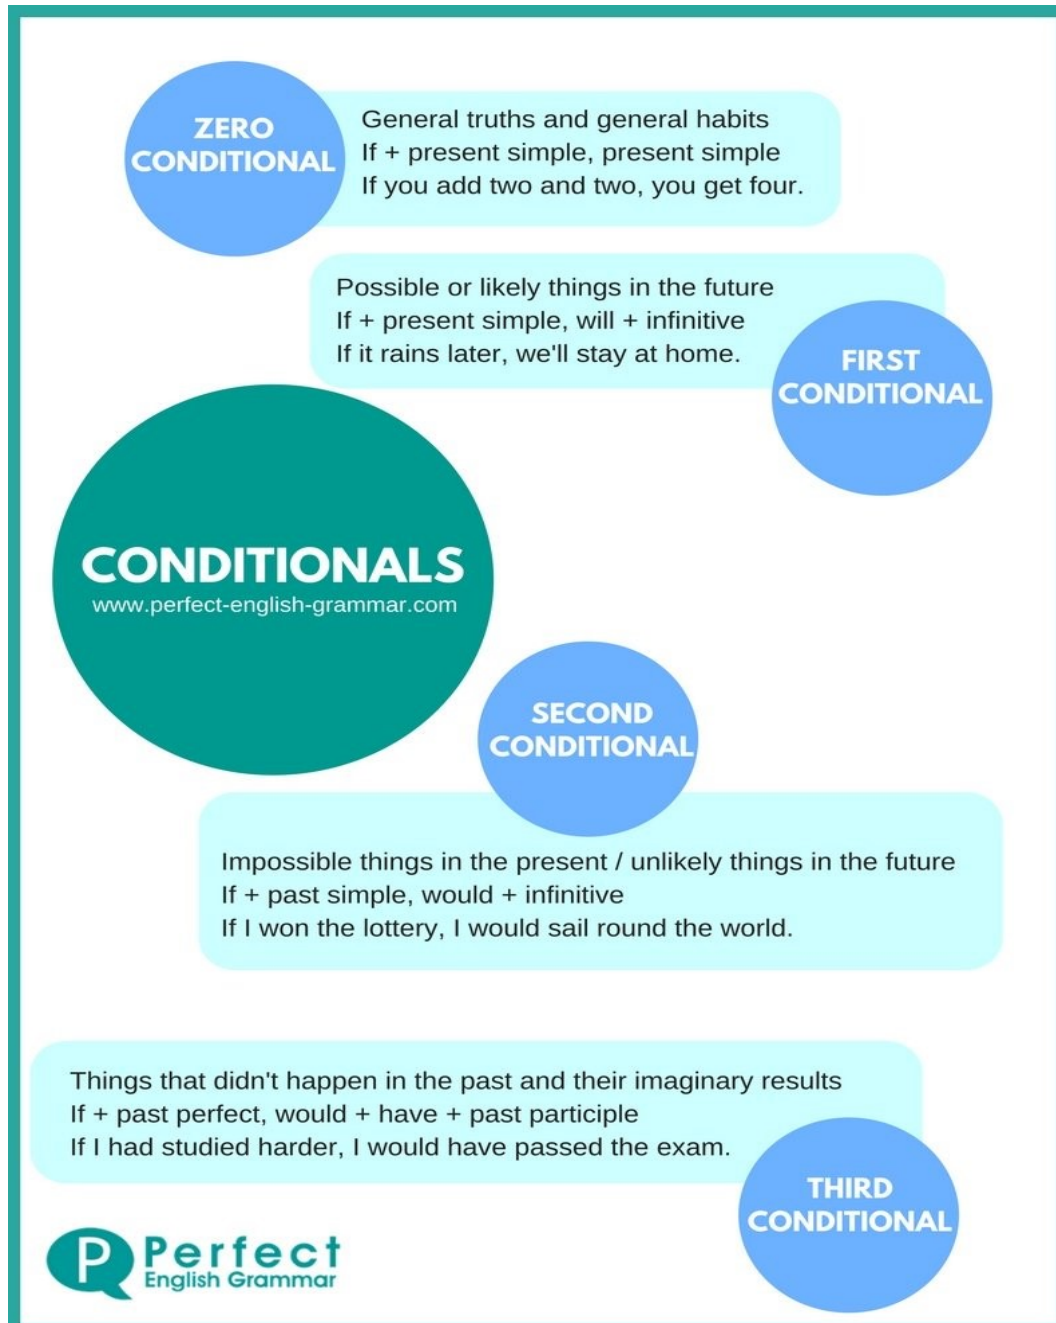 ZERO
CONDITIONAL
General truths and general habits
If + present simple, present simple
If you add two and two, you get four.
Possible or likely things in the future
If + present simple, will + infinitive
If it rains later, we'll stay at home.
FIRST
CONDITIONAL
CONDITIONALS
www.perfect-english-grammar.com
SECOND
CONDITIONAL
Impossible things in the present / unlikely things in the future
If + past simple, would + infinitive
If I won the lottery, I would sail round the world.
Things that didn't happen in the past and their imaginary results
If + past perfect, would + have + past participle
If I had studied harder, I would have passed the exam.
THIRD
CONDITIONAL
P
Perfect
English Grammar